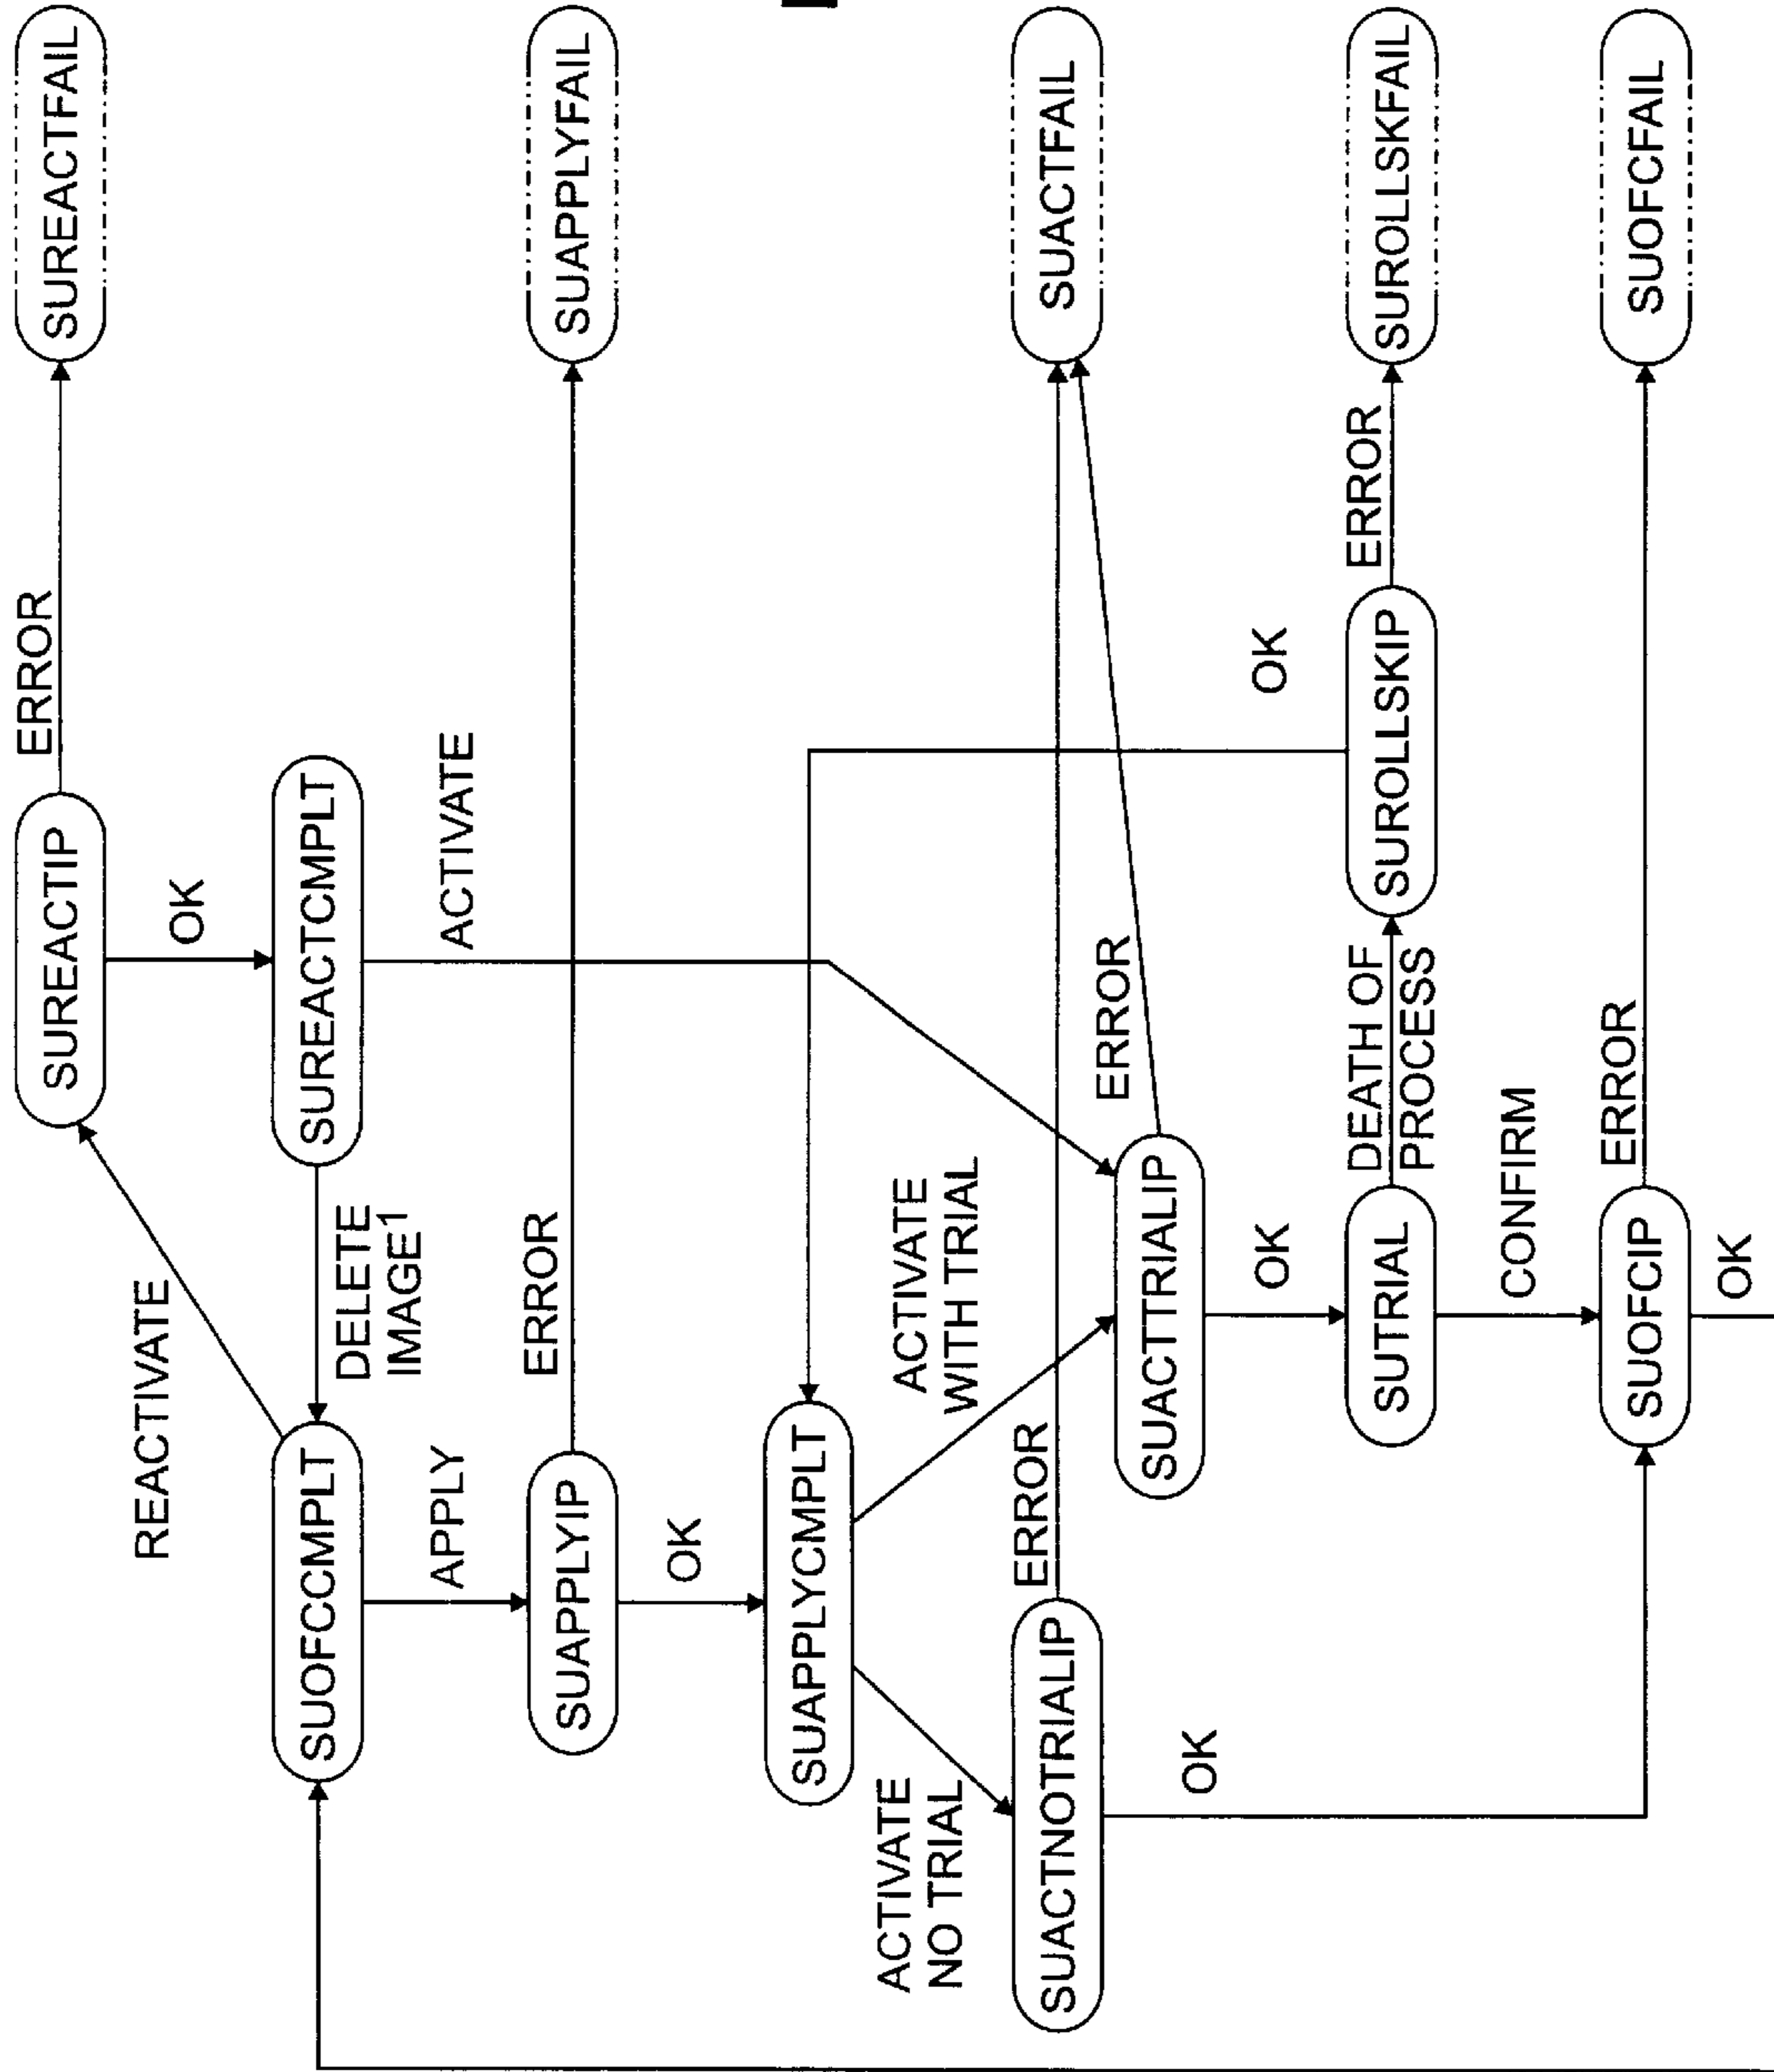 SUREACTIP
ERROR
SUREACTFAIL
REACTIVATE
OK
SUOFCCMPLT
DELETE
IMAGE1
SUREACTCMPLT
APPLY
ACTIVATE
SUAPPLYIP
ERROR
SUAPPLYFAIL
OK
SUAPPLYCMPLT
ACTIVATE
NO TRIAL
ACTIVATE
WITH TRIAL
SUACTNOTRIALIP
ERROR
SUACTFAIL
ERROR
SUACTTRIALIP
OK
OK
OK
SUTRIAL
DEATH OF
PROCESS
SUROLLSKIP
ERROR
SUROLLSKFAIL
CONFIRM
SUOFCIP
ERROR
SUOFCFAIL
OK